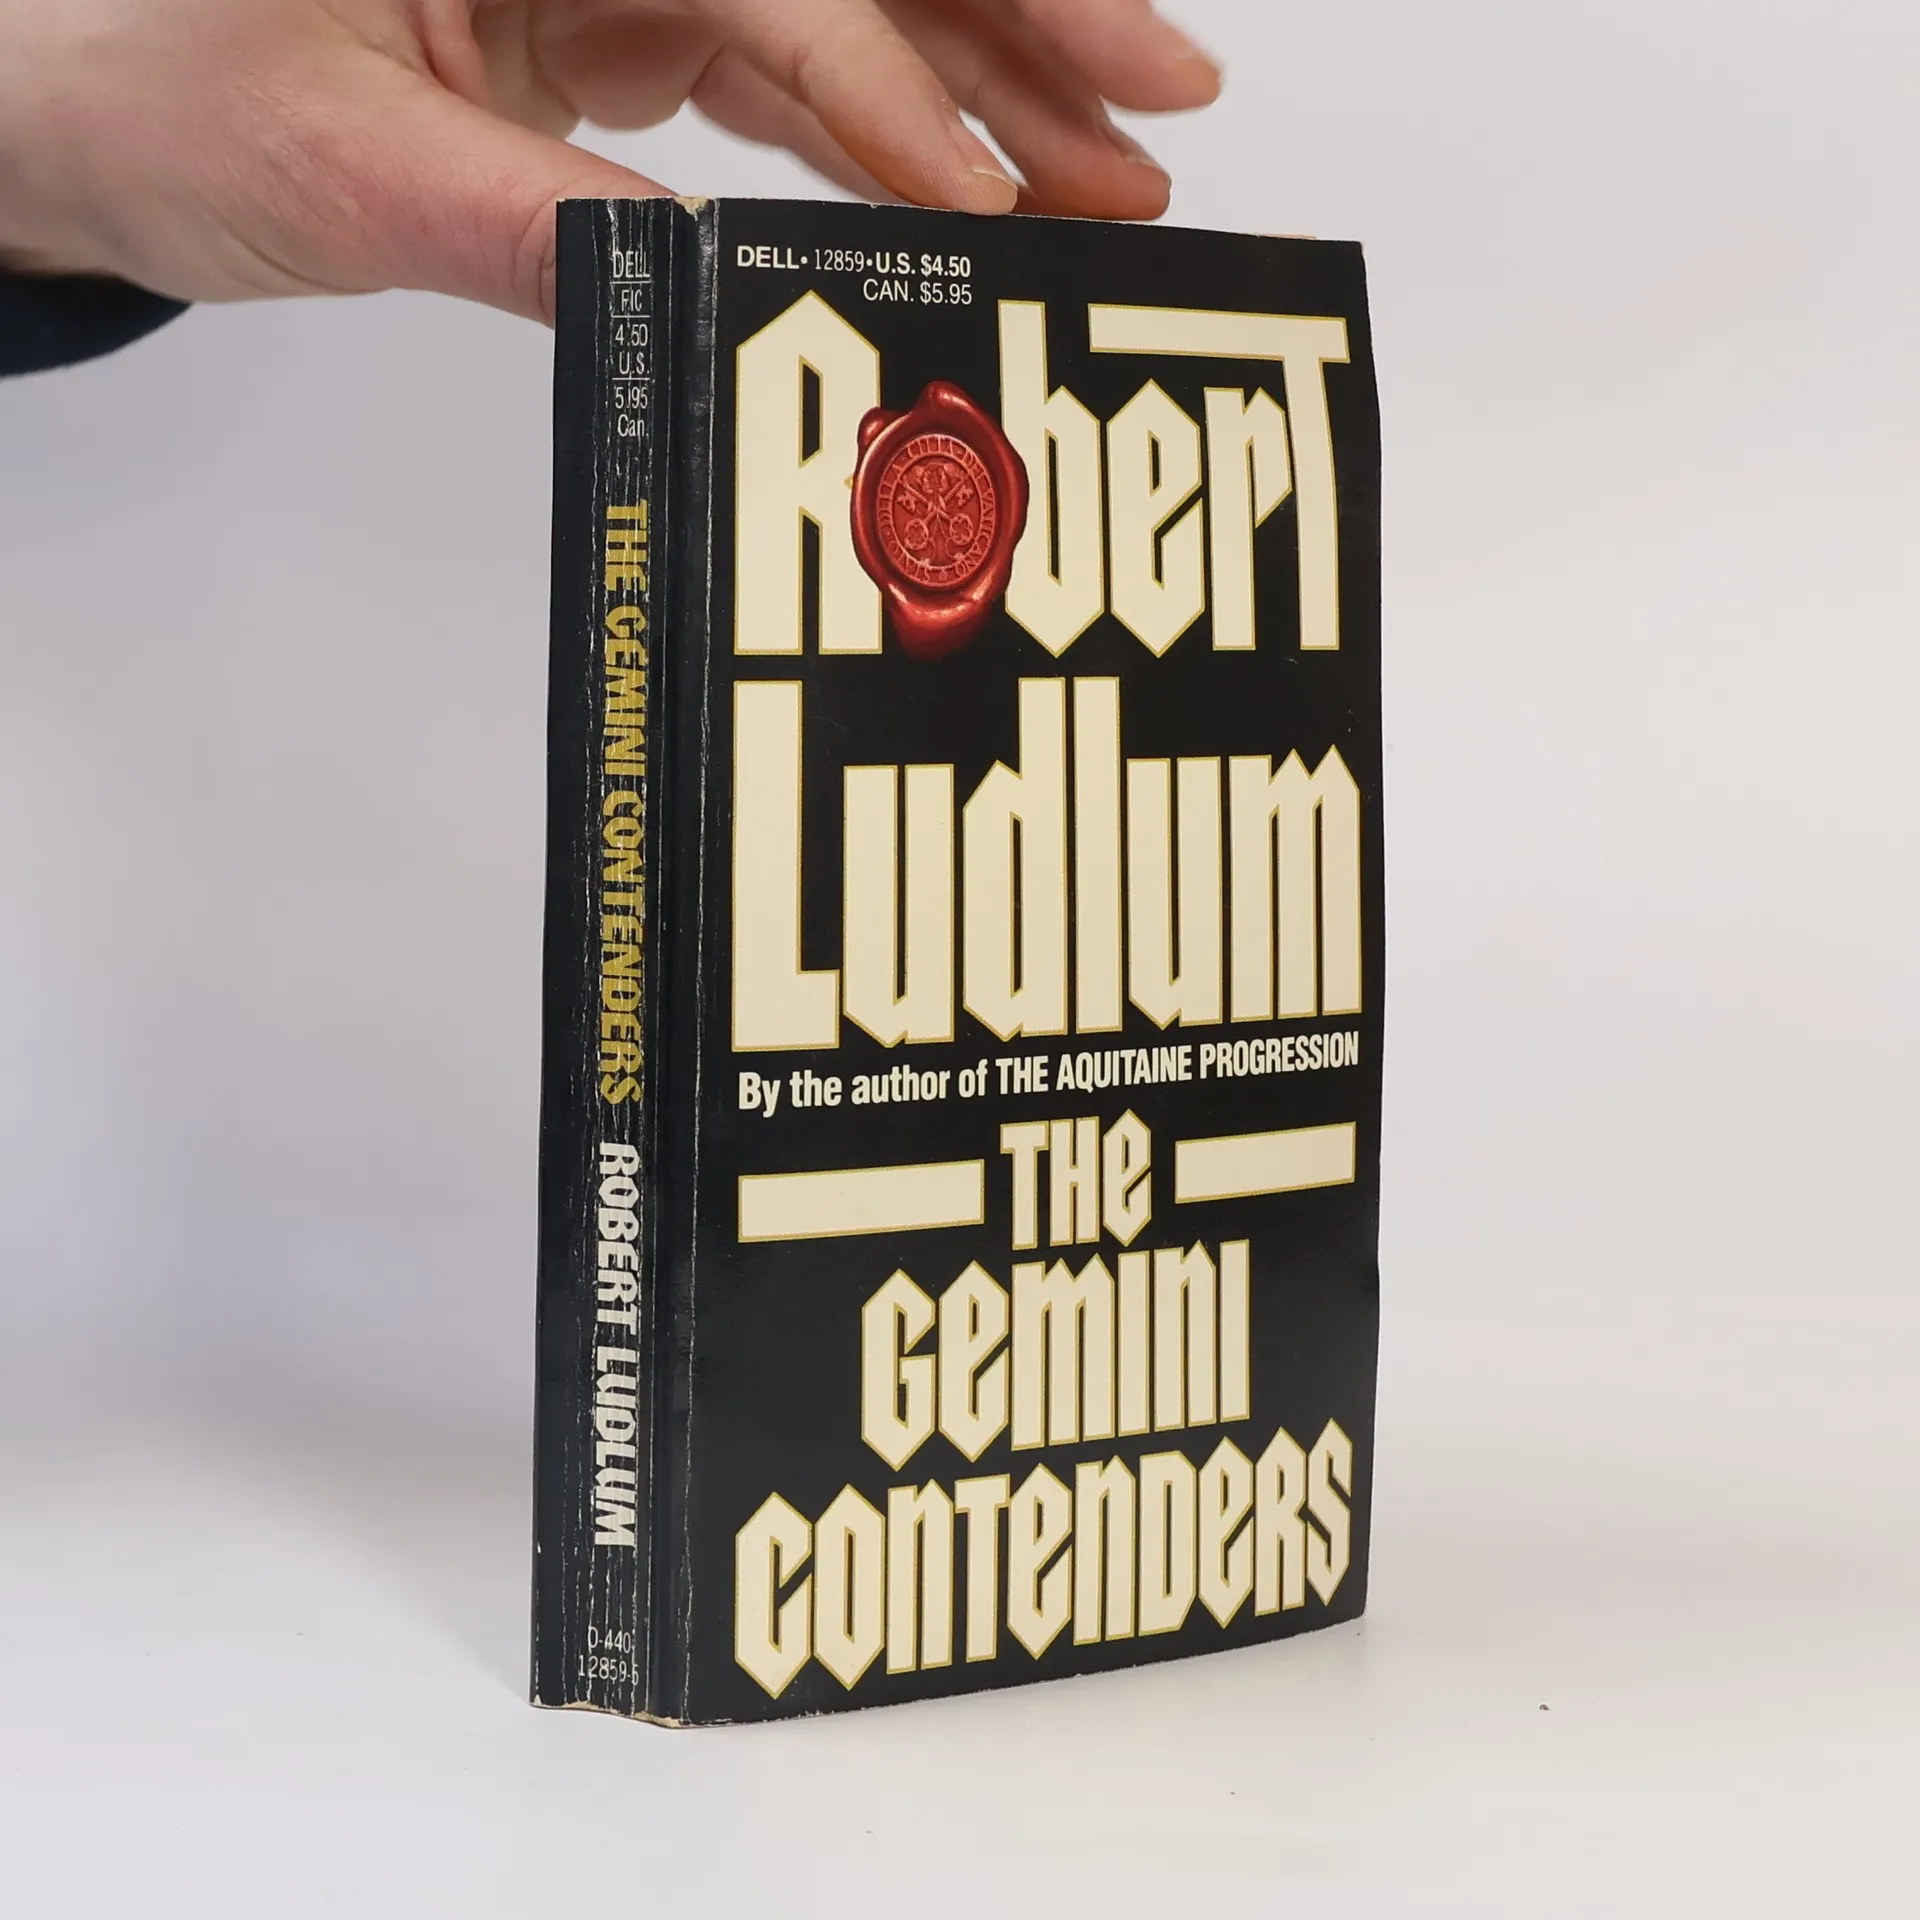 DELL
FIC
4.50
U.S.
5.95
Can.
THE GEMINI CONTENDERS ROBERT LUDLUM
0-440
12859-5
DELL• 12859•U.S. $4.50
CAN. $5.95
Robert
Ludlum
By the author of THE AQUITAINE PROGRESSION
THE
GEMINI
CONTENDERS